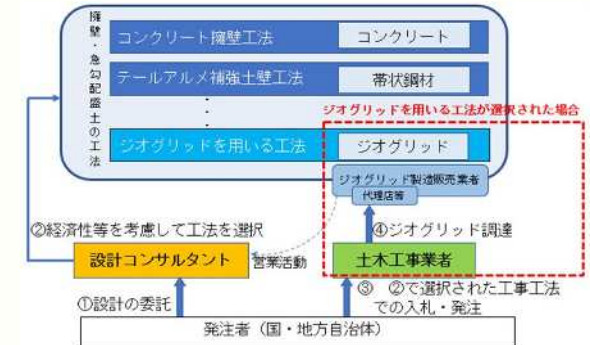 擁壁・急勾配盛土の工法
コンクリート擁壁工法
コンクリート
テールアルメ補強土壁工法
帯状鋼材
・
・
ジオグリッドを用いる工法が選択された場合
ジオグリッドを用いる工法
ジオグリッド
ジオグリッド製造販売業者
代理店等
②経済性等を考慮して工法を選択
④ジオグリッド調達
設計コンサルタント
営業活動
土木工事業者
①設計の委託
③ ②で選択された工事工法
での入札・発注
発注者（国・地方自治体）